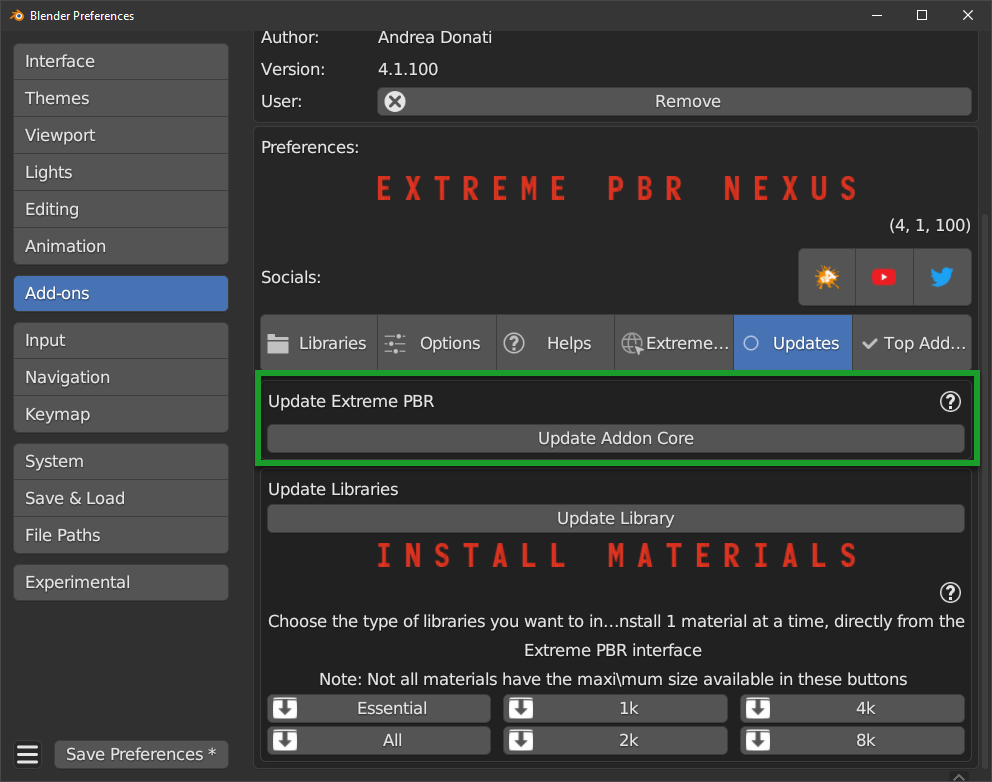 Blender Preferences
Interface
Themes
Viewport
Lights
Editing
Animation
Add-ons
Input
Navigation
Keymap
System
Save & Load
File Paths
Experimental
Save Preferences *
Author: Andrea Donati
Version: 4.1.100
User: Remove
Preferences:
EXTREME PBR NEXUS
(4, 1, 100)
Socials:
Libraries Options Helps Extreme... Updates Top Add...
Update Extreme PBR
Update Addon Core
Update Libraries
Update Library
INSTALL MATERIALS
Choose the type of libraries you want to in...nstall 1 material at a time, directly from the
Extreme PBR interface
Note: Not all materials have the maxi\mum size available in these buttons
Essential 1k 4k
All 2k 8k